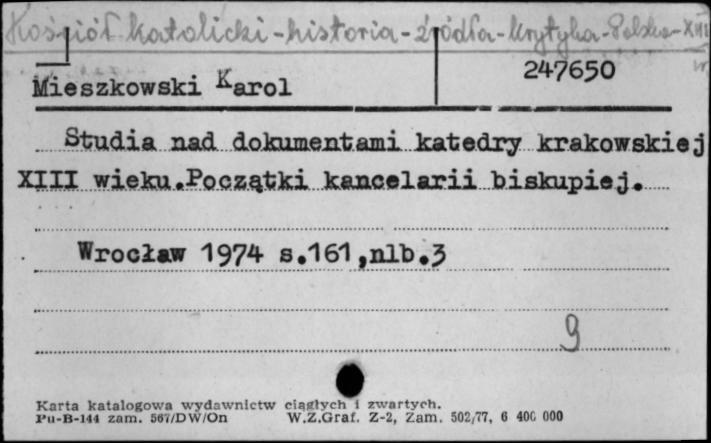 Kościół katolicki - historia - źródła - krytyka - Polska - XIII
w.
247650
Mieszkowski Karol
Studia nad dokumentami katedry krakowskiej
XIII wieku.Początki kancelarii biskupiej.
Wrocław 1974 s.161,nlb.3
9
Karta katalogowa wydawnictw ciągłych i zwartych.
Pu-B-144 zam. 567/DW/On W.Z.Graf. Z-2, Zam. 502/77, 6 400 000